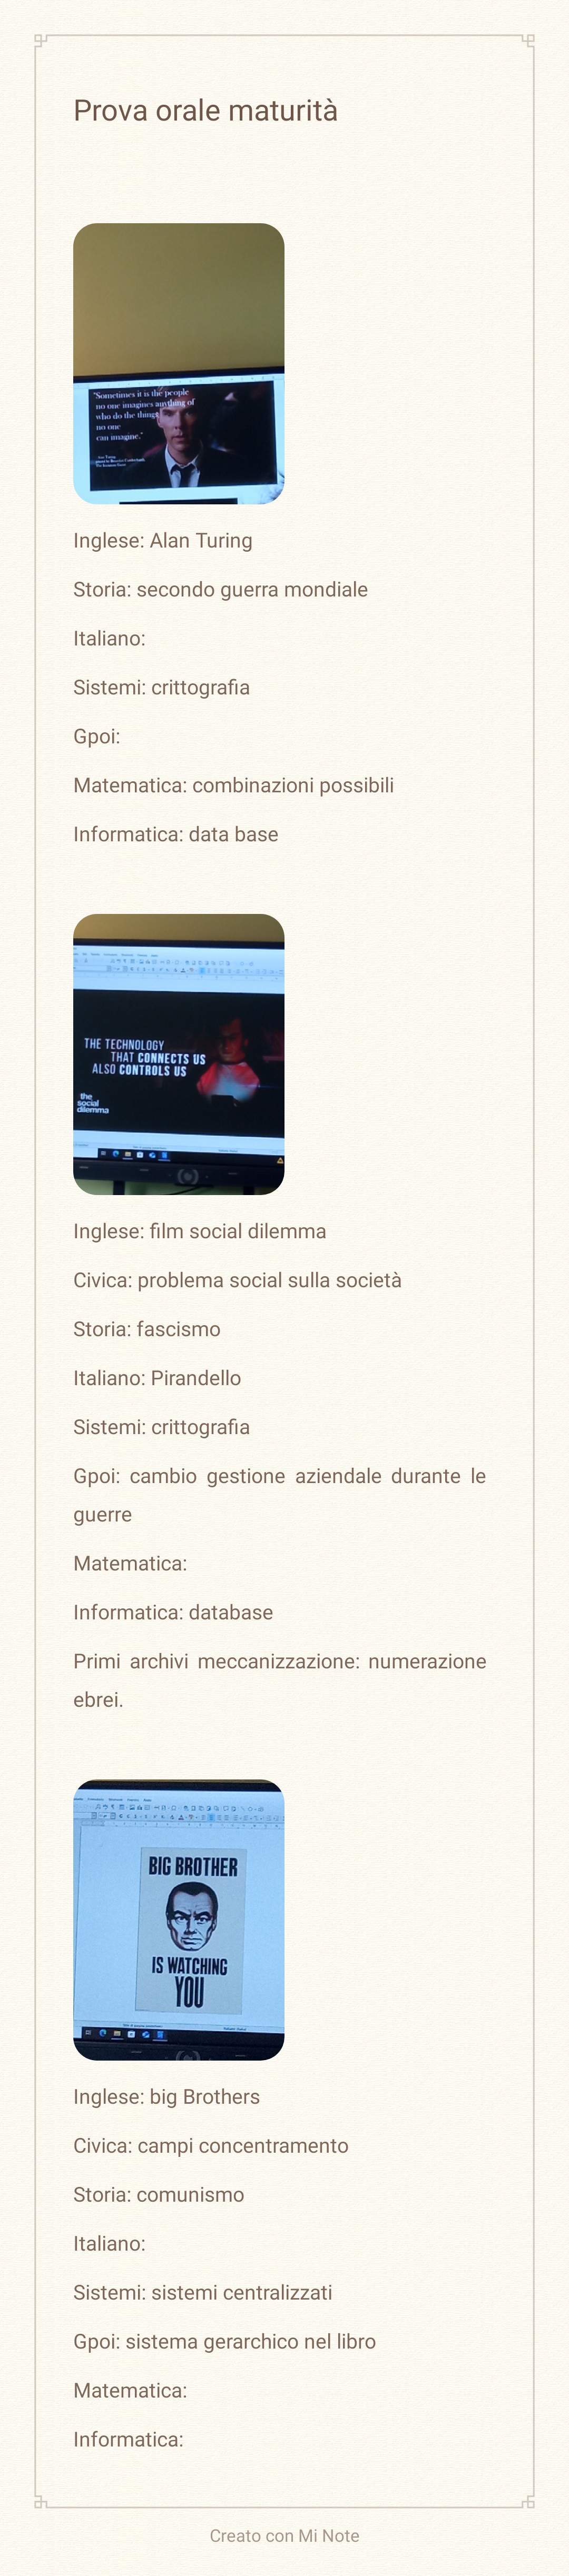 Prova orale maturità
"Sometimes it is the people
no one imagines anything of
who do the things
no one
can imagine."
Inglese: Alan Turing
Storia: secondo guerra mondiale
Italiano:
Sistemi: crittografia
Gpoi:
Matematica: combinazioni possibili
Informatica: data base
THE TECHNOLOGY
THAT CONNECTS US
ALSO CONTROLS US
the
social
dilemma
Inglese: film social dilemma
Civica: problema social sulla società
Storia: fascismo
Italiano: Pirandello
Sistemi: crittografia
Gpoi: cambio gestione aziendale durante le
guerre
Matematica:
Informatica: database
Primi archivi meccanizzazione: numerazione
ebrei.
BIG BROTHER
IS WATCHING
YOU
Inglese: big Brothers
Civica: campi concentramento
Storia: comunismo
Italiano:
Sistemi: sistemi centralizzati
Gpoi: sistema gerarchico nel libro
Matematica:
Informatica:
Creato con Mi Note